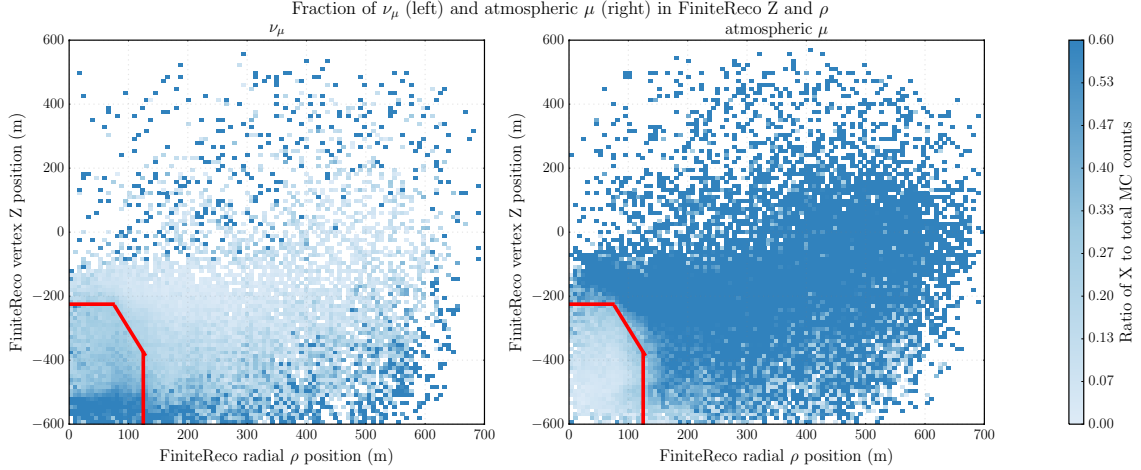 Fraction of ν_μ (left) and atmospheric μ (right) in FiniteReco Z and ρ
ν_μ
atmospheric μ
FiniteReco vertex Z position (m)
600
400
200
0
−200
−400
−600
0 100 200 300 400 500 600 700
FiniteReco radial ρ position (m)
FiniteReco vertex Z position (m)
600
400
200
0
−200
−400
−600
0 100 200 300 400 500 600 700
FiniteReco radial ρ position (m)
0.60
0.53
0.47
0.40
0.33
0.27
0.20
0.13
0.07
0.00
Ratio of X to total MC counts